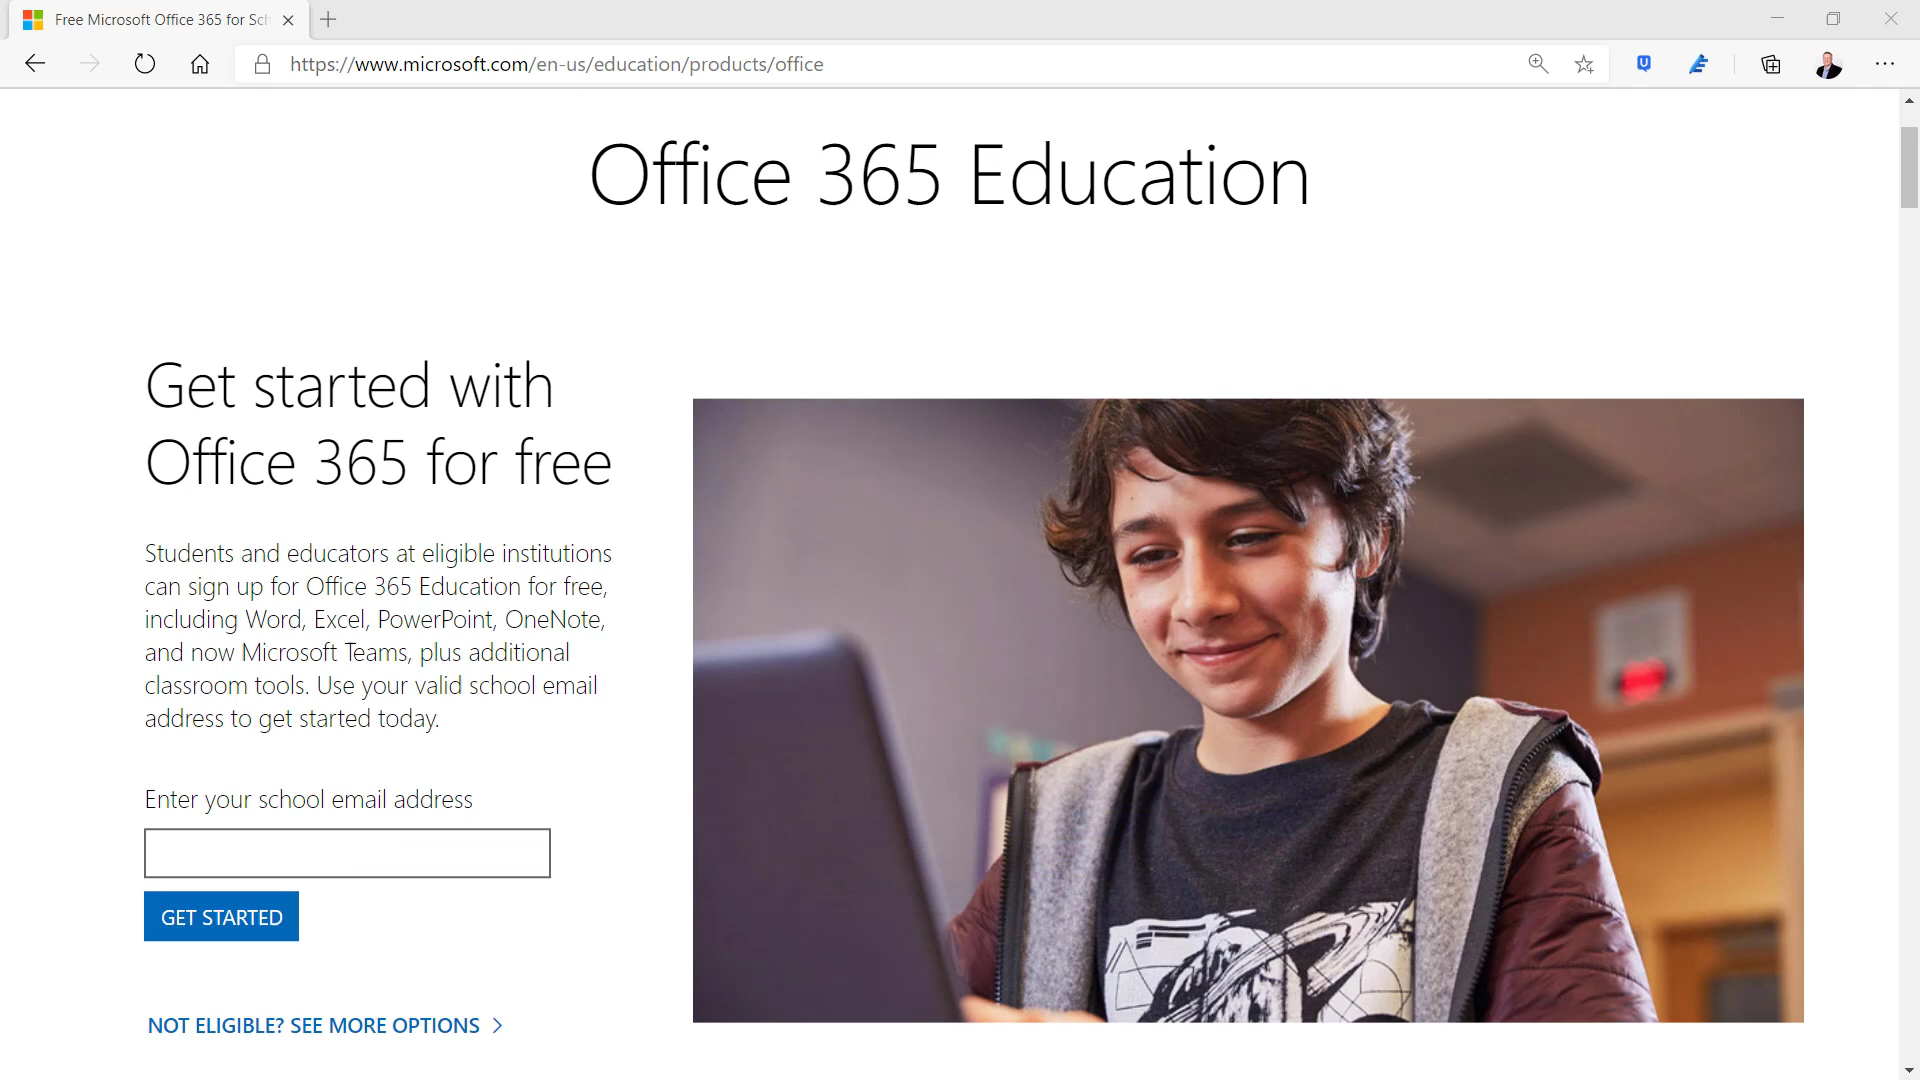 Free Microsoft Office 365 for Sch
https://www.microsoft.com/en-us/education/products/office
Office 365 Education
Get started with
Office 365 for free
Students and educators at eligible institutions
can sign up for Office 365 Education for free,
including Word, Excel, PowerPoint, OneNote,
and now Microsoft Teams, plus additional
classroom tools. Use your valid school email
address to get started today.
Enter your school email address
GET STARTED
NOT ELIGIBLE? SEE MORE OPTIONS